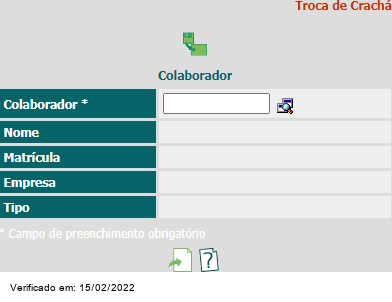 Troca de Crachá
Colaborador
Colaborador *
Nome
Matrícula
Empresa
Tipo
* Campo de preenchimento obrigatório
Verificado em: 15/02/2022